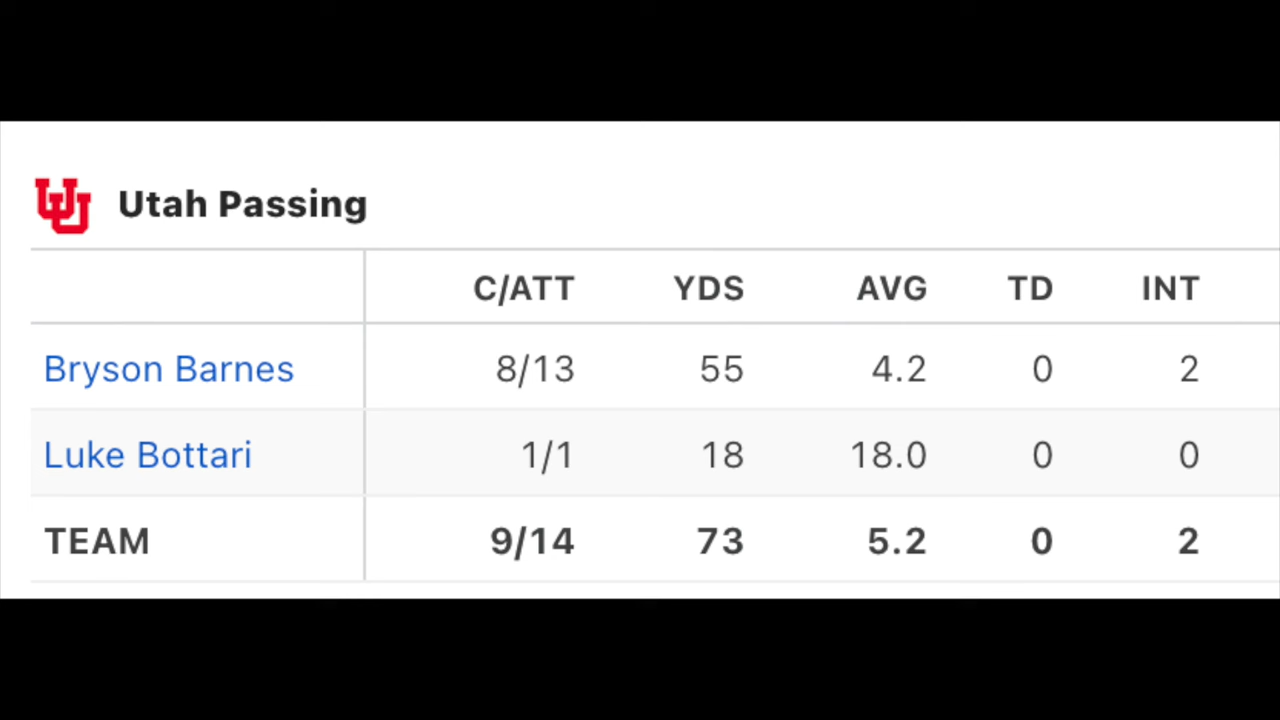 Utah Passing
C/ATT YDS AVG TD INT
Bryson Barnes 8/13 55 4.2 0 2
Luke Bottari 1/1 18 18.0 0 0
TEAM 9/14 73 5.2 0 2